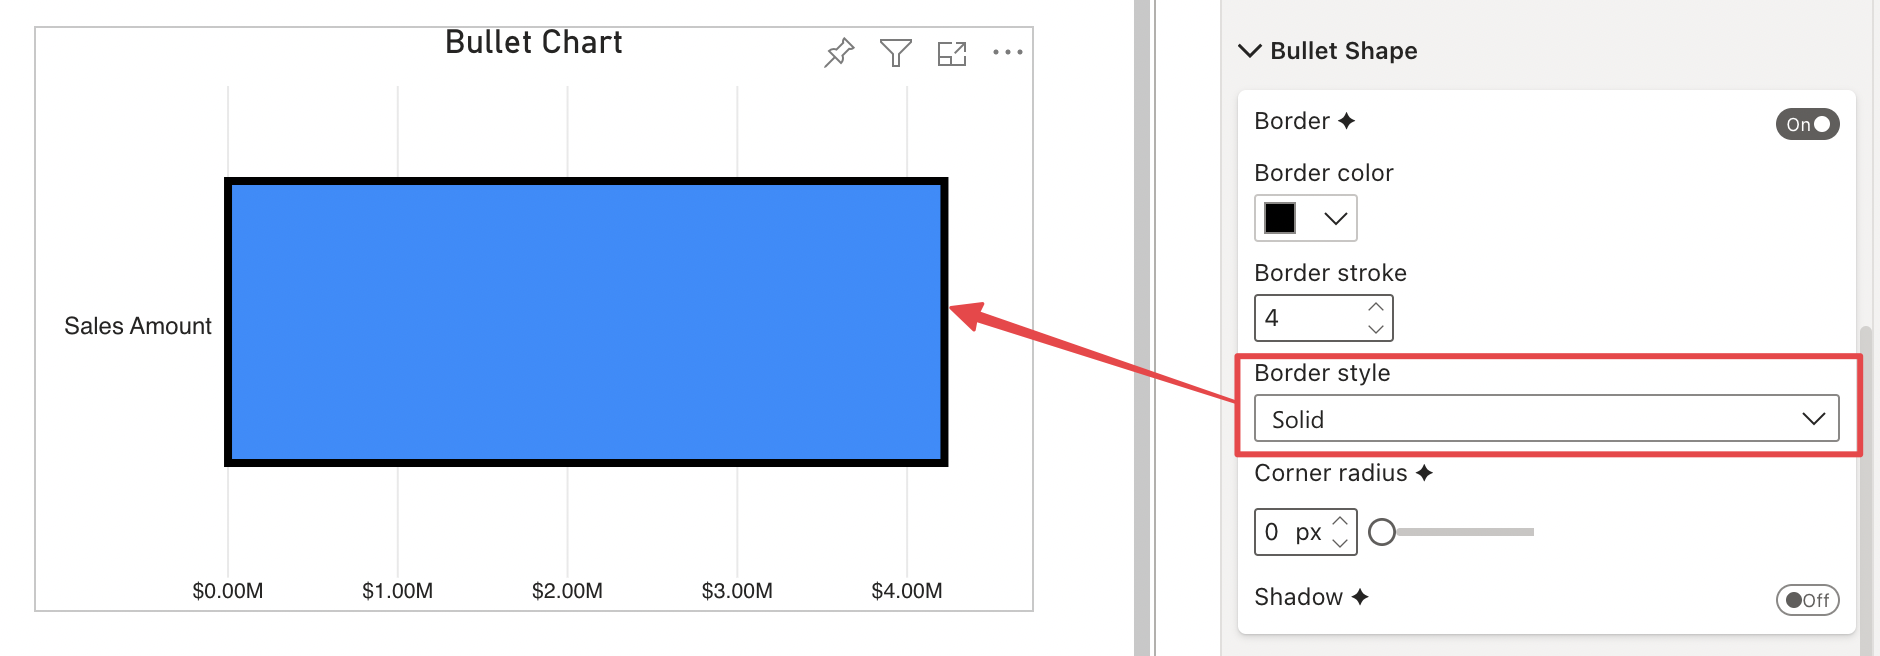 Bullet Chart
Sales Amount
$0.00M $1.00M $2.00M $3.00M $4.00M
Bullet Shape
Border
On
Border color
Border stroke
4
Border style
Solid
Corner radius
0 px
Shadow
Off